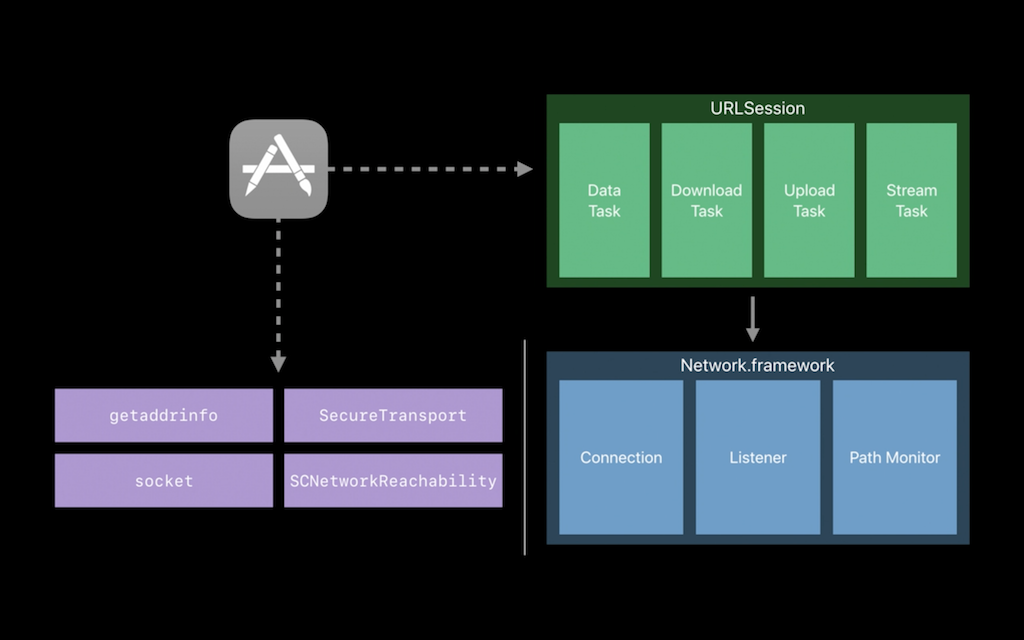 URLSession
Data
Task
Download
Task
Upload
Task
Stream
Task
getaddrinfo
SecureTransport
socket
SCNetworkReachability
Network.framework
Connection
Listener
Path Monitor